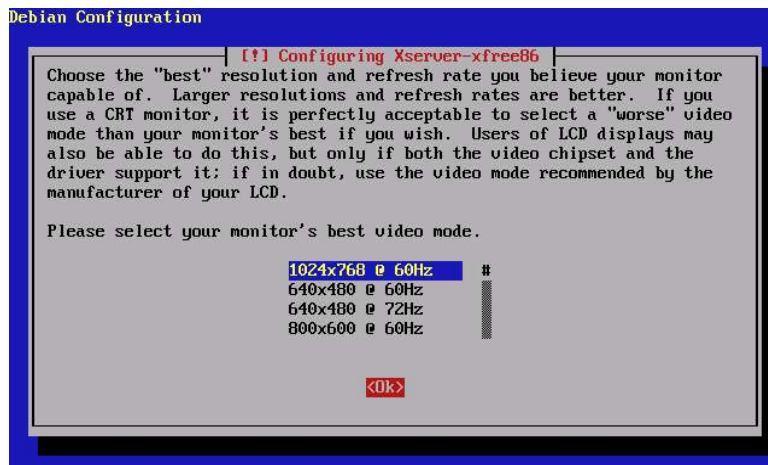 Debian Configuration
[!] Configuring Xserver-xfree86
Choose the "best" resolution and refresh rate you believe your monitor
capable of.  Larger resolutions and refresh rates are better.  If you
use a CRT monitor, it is perfectly acceptable to select a "worse" video
mode than your monitor's best if you wish.  Users of LCD displays may
also be able to do this, but only if both the video chipset and the
driver support it; if in doubt, use the video mode recommended by the
manufacturer of your LCD.
Please select your monitor's best video mode.
1024x768 @ 60Hz #
640x480 @ 60Hz
640x480 @ 72Hz
800x600 @ 60Hz
<Ok>